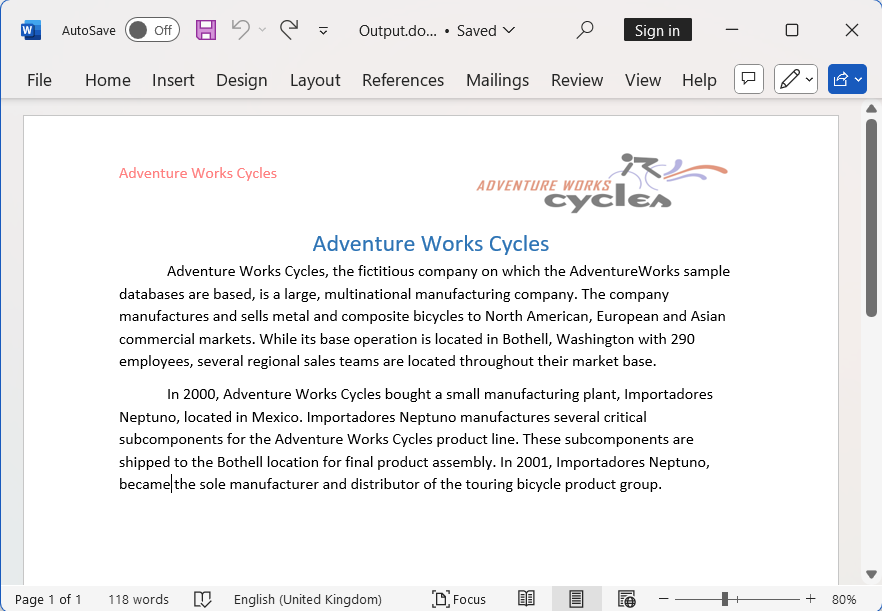 AutoSave Off Output.do... • Saved Sign in
File Home Insert Design Layout References Mailings Review View Help
Adventure Works Cycles
ADVENTURE WORKS
cycles
Adventure Works Cycles
Adventure Works Cycles, the fictitious company on which the AdventureWorks sample
databases are based, is a large, multinational manufacturing company. The company
manufactures and sells metal and composite bicycles to North American, European and Asian
commercial markets. While its base operation is located in Bothell, Washington with 290
employees, several regional sales teams are located throughout their market base.
In 2000, Adventure Works Cycles bought a small manufacturing plant, Importadores
Neptuno, located in Mexico. Importadores Neptuno manufactures several critical
subcomponents for the Adventure Works Cycles product line. These subcomponents are
shipped to the Bothell location for final product assembly. In 2001, Importadores Neptuno,
became the sole manufacturer and distributor of the touring bicycle product group.
Page 1 of 1 118 words English (United Kingdom) Focus 80%